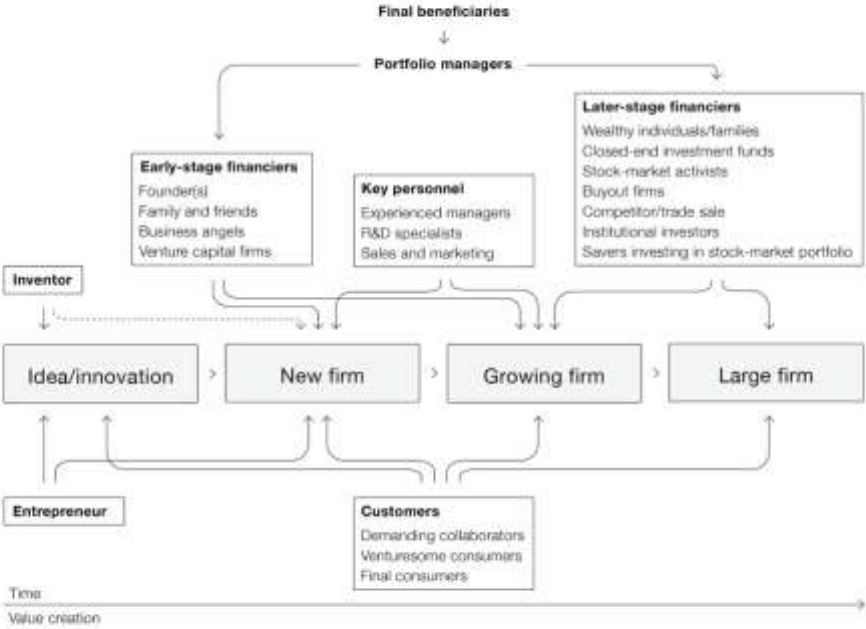 Final beneficiaries
Portfolio managers
Later-stage financiers
Wealthy individuals/families
Closed-end investment funds
Stock-market activists
Buyout firms
Competitor/trade sale
Institutional investors
Savers investing in stock-market portfolio
Early-stage financiers
Founder(s)
Family and friends
Business angels
Venture capital firms
Key personnel
Experienced managers
R&D specialists
Sales and marketing
Inventor
Idea/innovation
New firm
Growing firm
Large firm
Entrepreneur
Customers
Demanding collaborators
Venturesome consumers
Final consumers
Time
Value creation